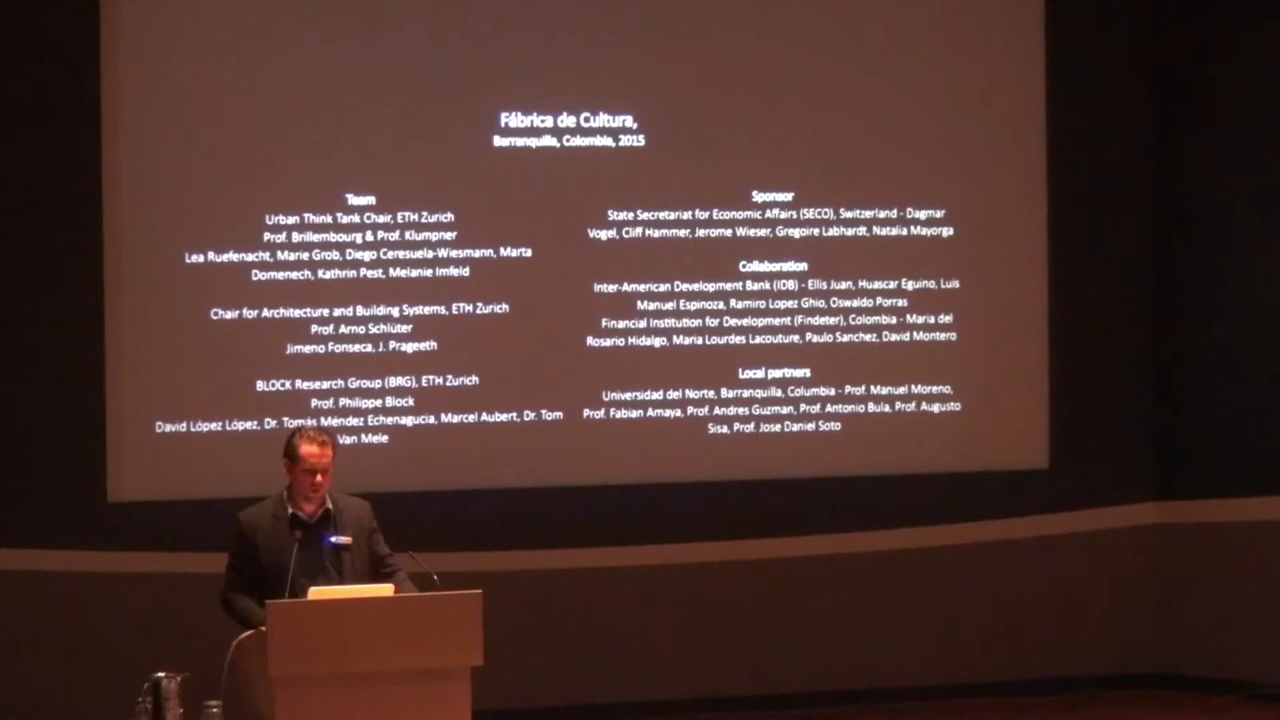 Fábrica de Cultura,
Barranquilla, Colombia, 2015
Team
Urban Think Tank Chair, ETH Zurich
Prof. Brillembourg & Prof. Klumpner
Lea Ruefenacht, Marie Grob, Diego Ceresuela-Wiesmann, Marta
Domenech, Kathrin Pest, Melanie Imfeld
Chair for Architecture and Building Systems, ETH Zurich
Prof. Arno Schlüter
Jimeno Fonseca, J. Prageeth
BLOCK Research Group (BRG), ETH Zurich
Prof. Philippe Block
David López López, Dr. Tomás Méndez Echenagucia, Marcel Aubert, Dr. Tom
Van Mele
Sponsor
State Secretariat for Economic Affairs (SECO), Switzerland - Dagmar
Vogel, Cliff Hammer, Jerome Wieser, Gregoire Labhardt, Natalia Mayorga
Collaboration
Inter-American Development Bank (IDB) - Ellis Juan, Huascar Eguino, Luis
Manuel Espinoza, Ramiro Lopez Ghio, Oswaldo Porras
Financial Institution for Development (Findeter), Colombia - Maria del
Rosario Hidalgo, Maria Lourdes Lacouture, Paulo Sanchez, David Montero
Local partners
Universidad del Norte, Barranquilla, Columbia - Prof. Manuel Moreno,
Prof. Fabian Amaya, Prof. Andres Guzman, Prof. Antonio Bula, Prof. Augusto
Sisa, Prof. Jose Daniel Soto